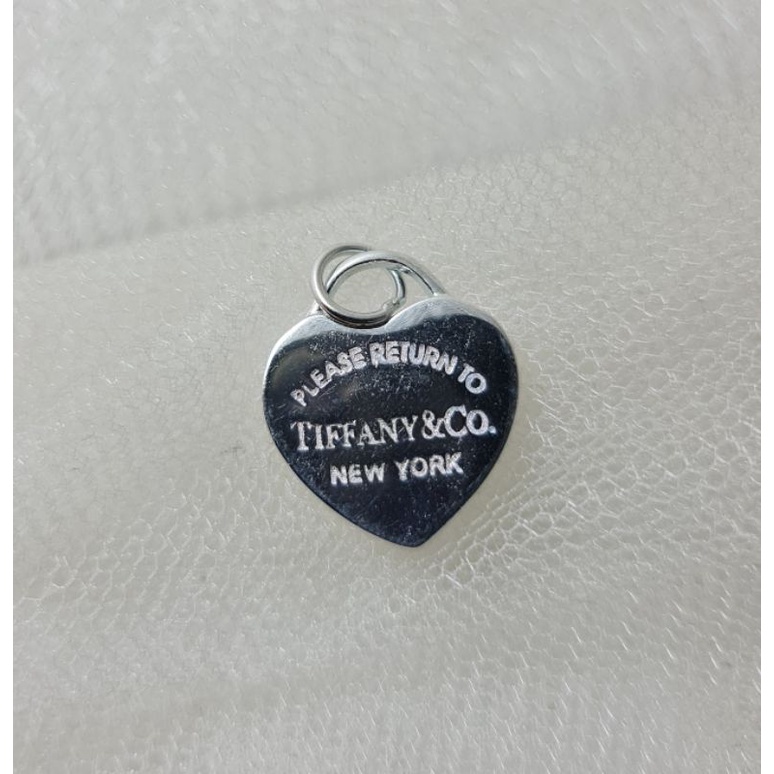 PLEASE RETURN TO
TIFFANY & CO.
NEW YORK